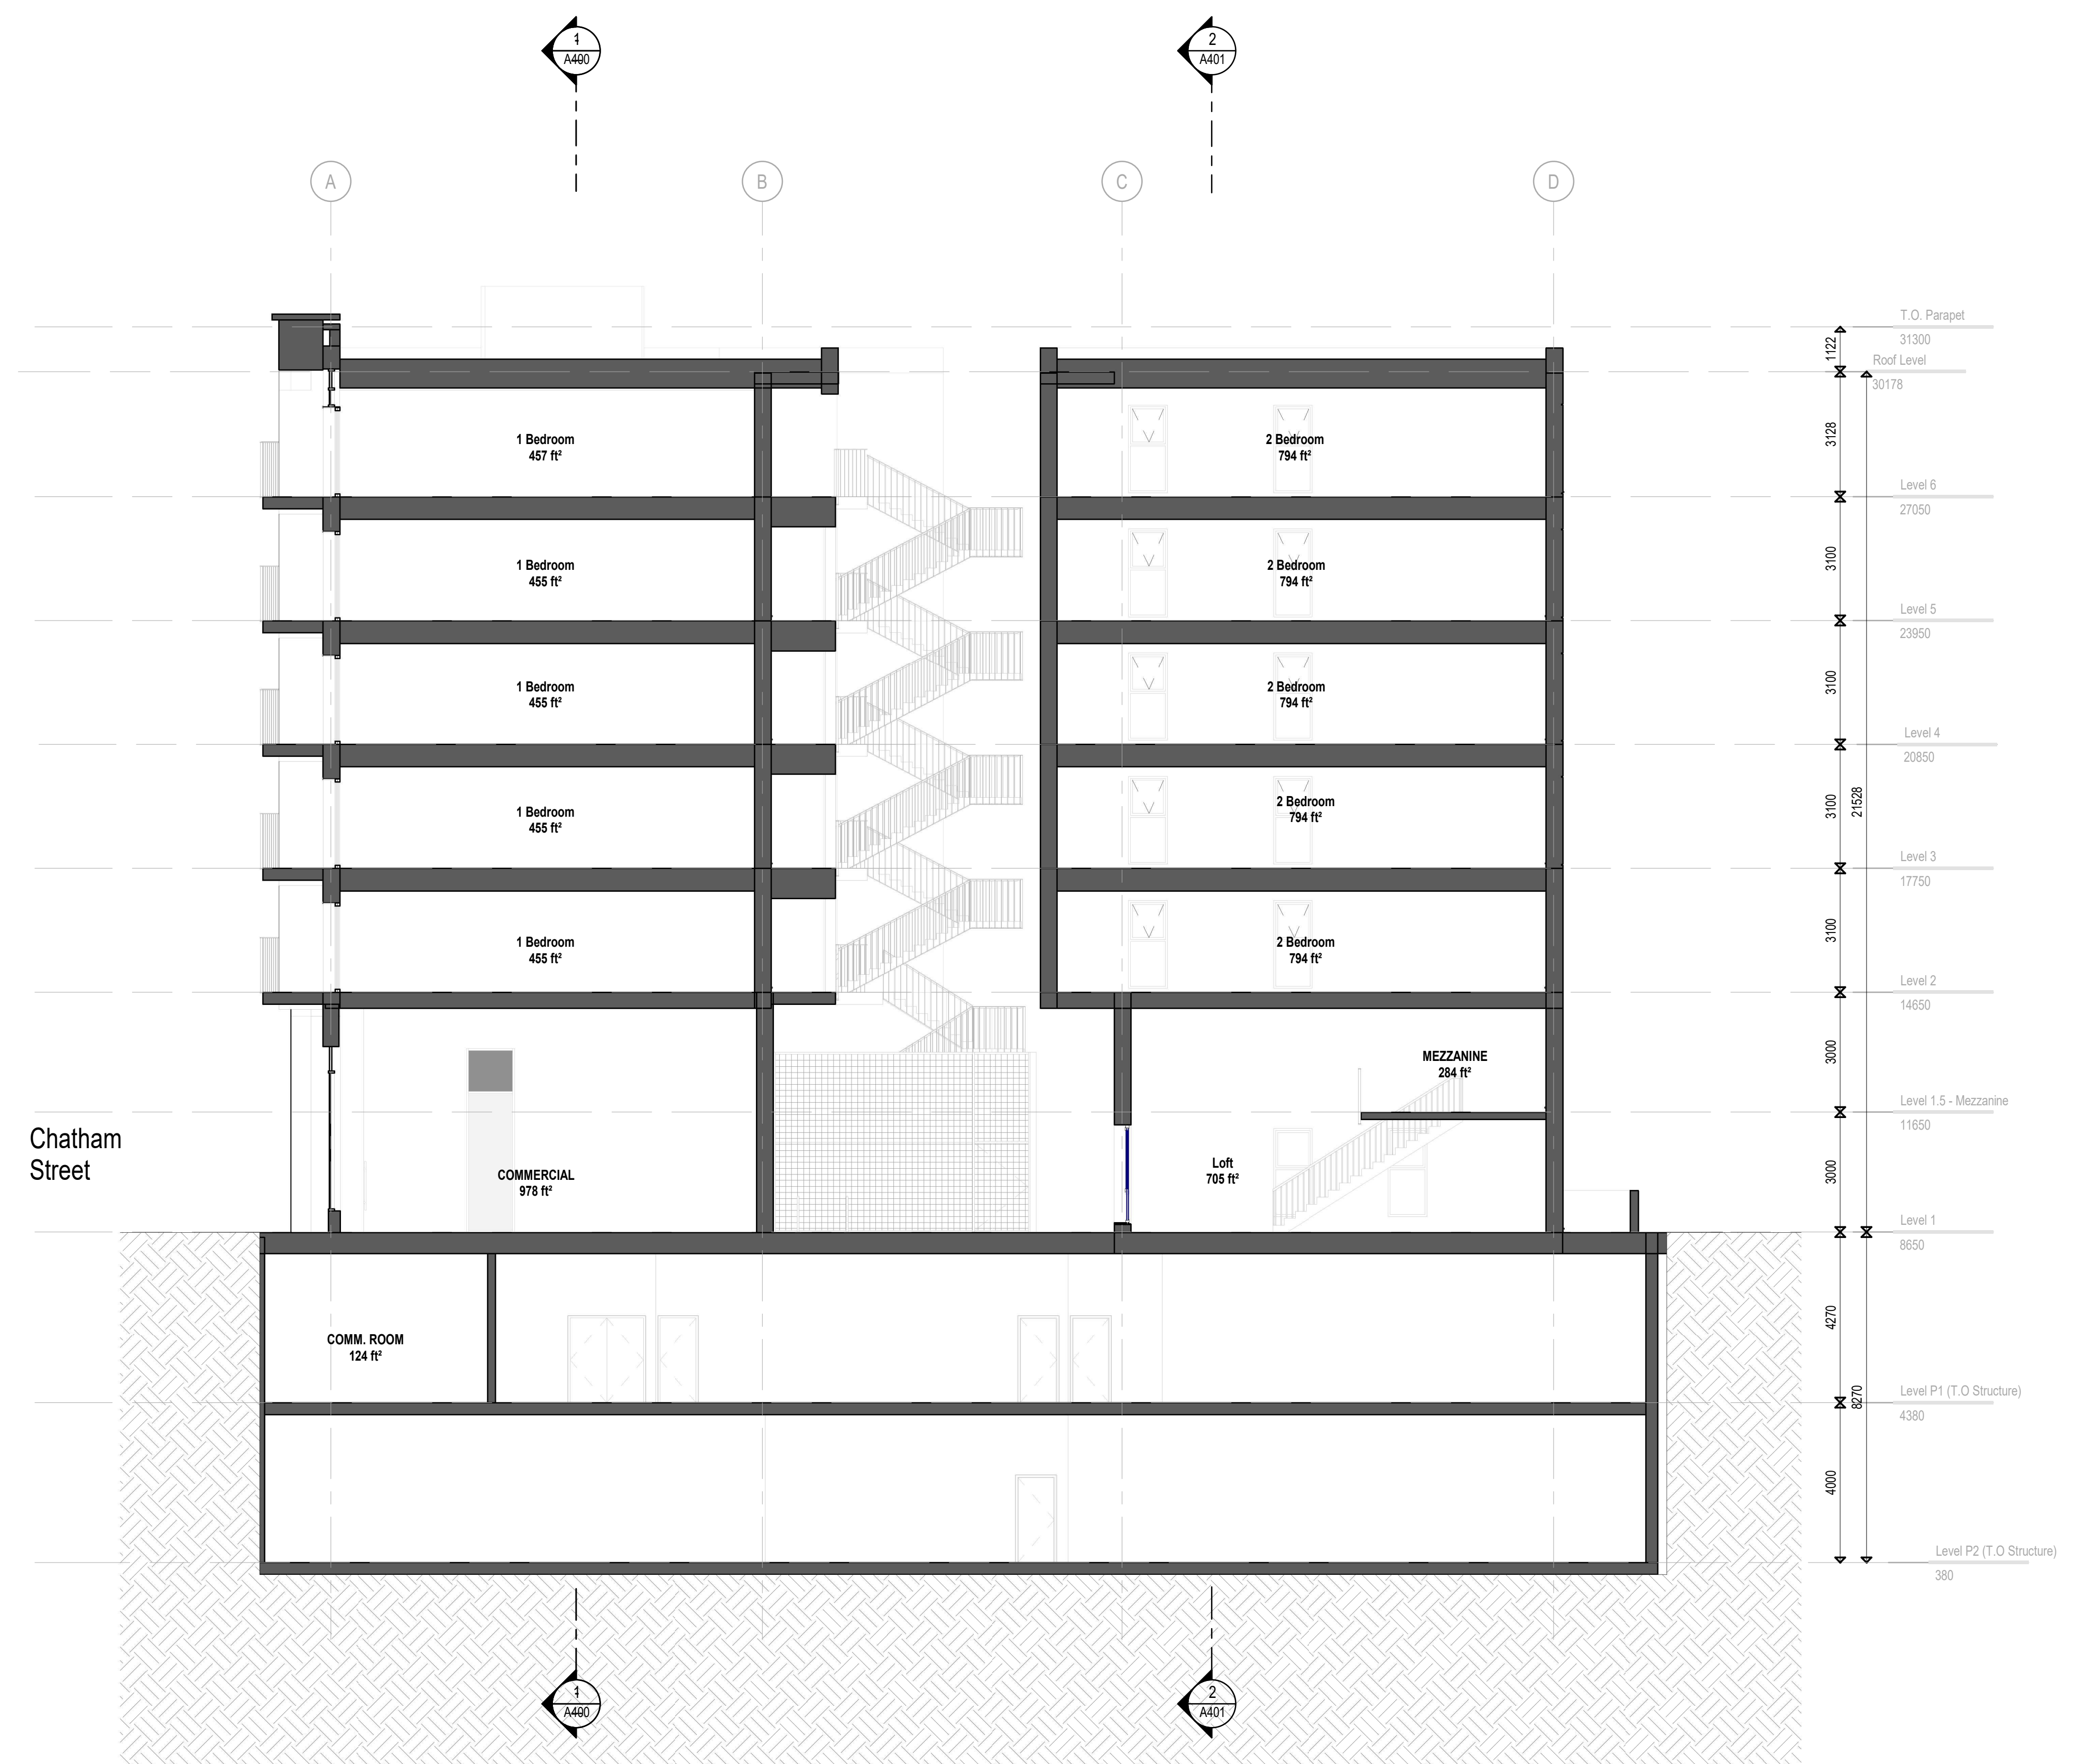 1
A400
2
A401
A
B
C
D
T.O. Parapet
31300
1122
Roof Level
30178
1 Bedroom
457 ft²
2 Bedroom
794 ft²
3128
Level 6
27050
1 Bedroom
455 ft²
2 Bedroom
794 ft²
3100
Level 5
23950
1 Bedroom
455 ft²
2 Bedroom
794 ft²
3100
Level 4
20850
1 Bedroom
455 ft²
2 Bedroom
794 ft²
3100
21528
Level 3
17750
1 Bedroom
455 ft²
2 Bedroom
794 ft²
3100
Level 2
14650
MEZZANINE
284 ft²
3000
Level 1.5 - Mezzanine
11650
Chatham
Street
COMMERCIAL
978 ft²
Loft
705 ft²
3000
Level 1
8650
COMM. ROOM
124 ft²
4270
8270
Level P1 (T.O Structure)
4380
4000
Level P2 (T.O Structure)
380
1
A400
2
A401